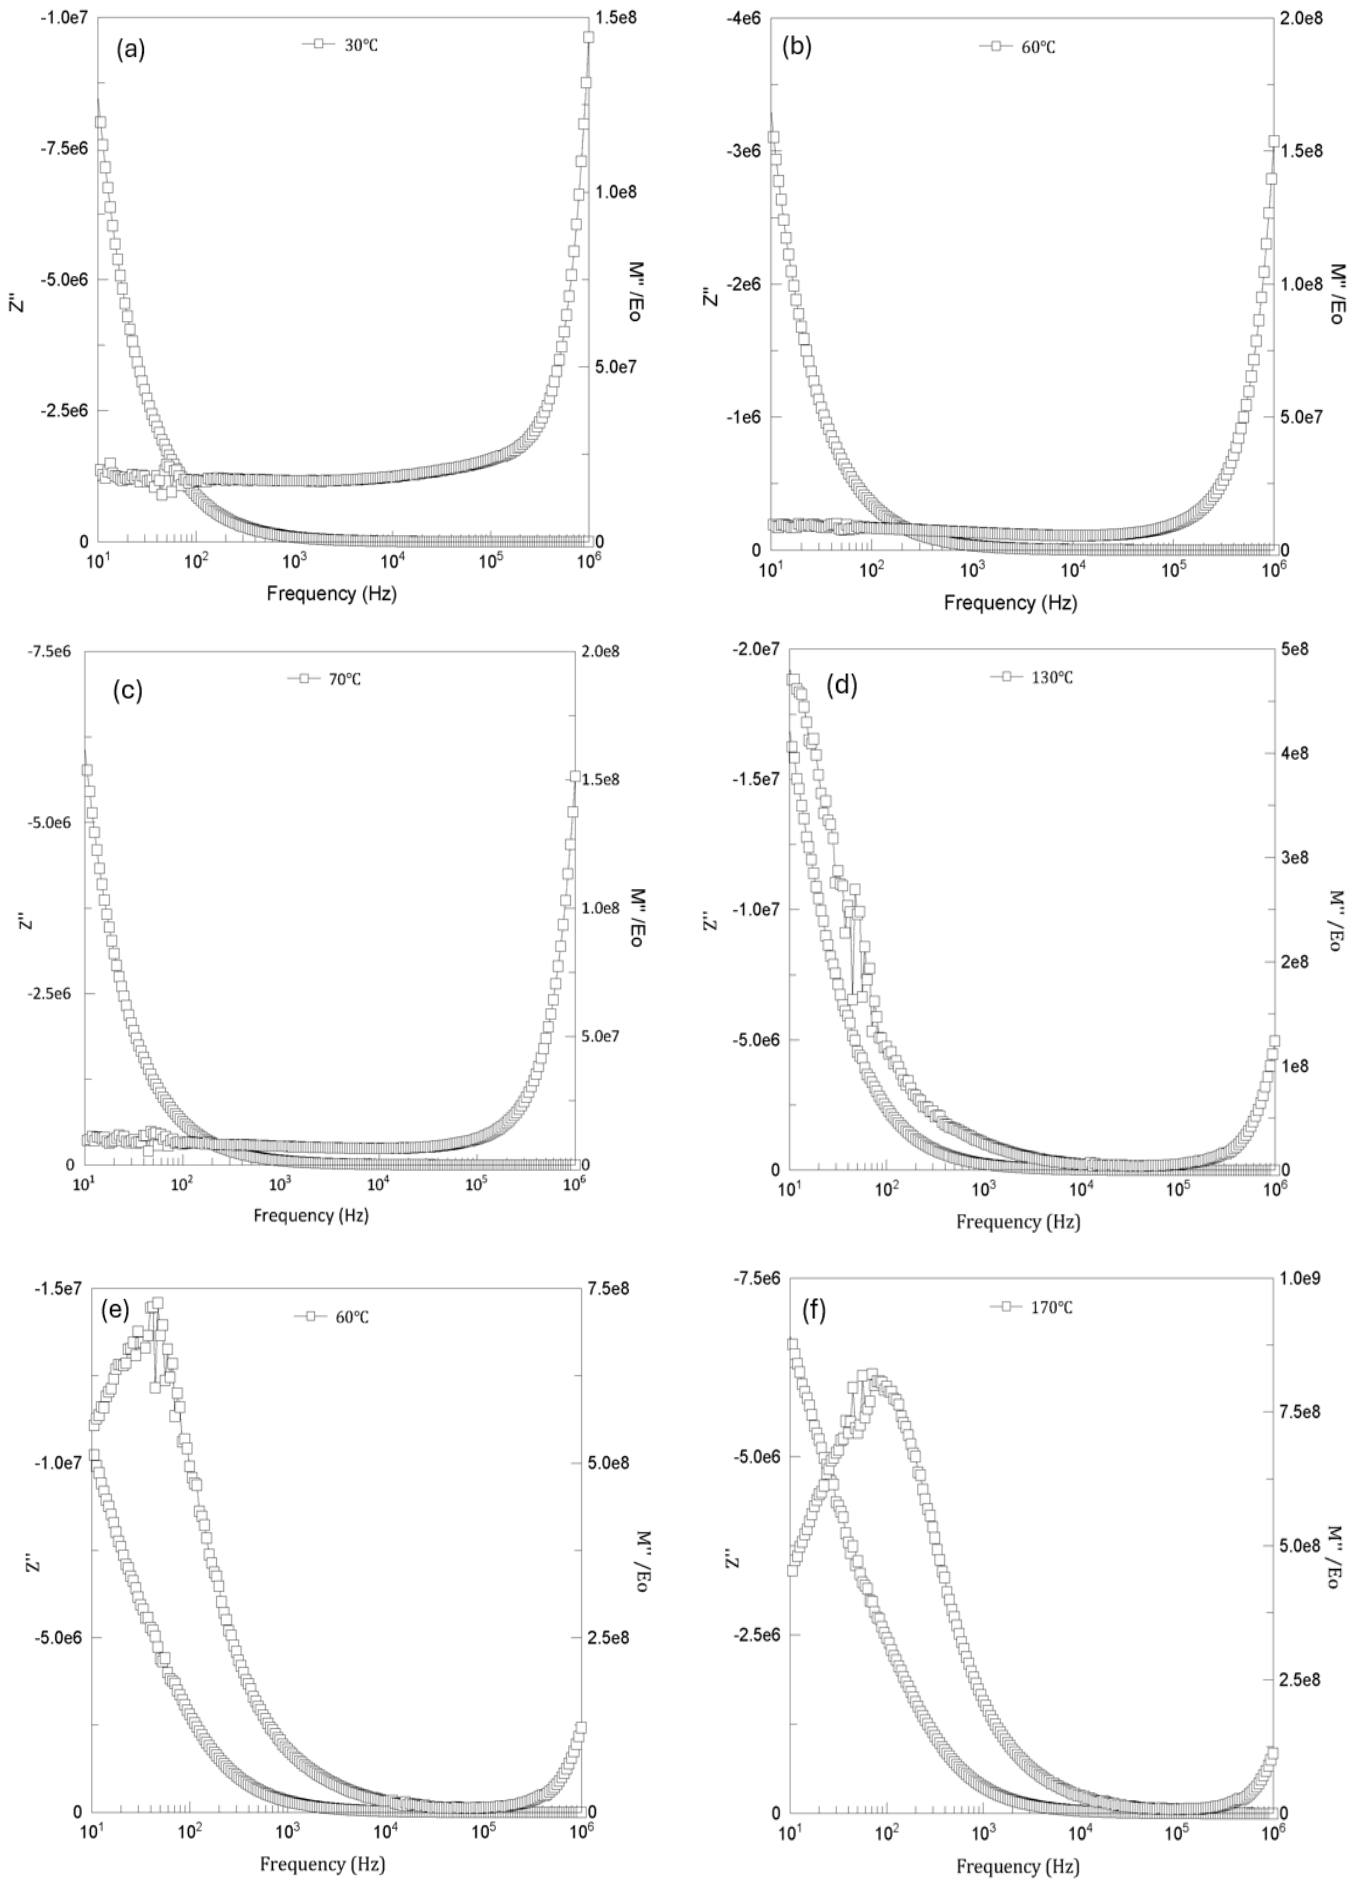 (a)
30℃
-1.0e7
-7.5e6
-5.0e6
-2.5e6
0
Z''
1.5e8
1.0e8
5.0e7
0
M'' /Eo
10^1 10^2 10^3 10^4 10^5 10^6
Frequency (Hz)
(b)
60℃
-4e6
-3e6
-2e6
-1e6
0
Z''
2.0e8
1.5e8
1.0e8
5.0e7
0
M'' /Eo
10^1 10^2 10^3 10^4 10^5 10^6
Frequency (Hz)
(c)
70℃
-7.5e6
-5.0e6
-2.5e6
0
Z''
2.0e8
1.5e8
1.0e8
5.0e7
0
M'' /Eo
10^1 10^2 10^3 10^4 10^5 10^6
Frequency (Hz)
(d)
130℃
-2.0e7
-1.5e7
-1.0e7
-5.0e6
0
Z''
5e8
4e8
3e8
2e8
1e8
0
M'' /Eo
10^1 10^2 10^3 10^4 10^5 10^6
Frequency (Hz)
(e)
60℃
-1.5e7
-1.0e7
-5.0e6
0
Z''
7.5e8
5.0e8
2.5e8
0
M'' /Eo
10^1 10^2 10^3 10^4 10^5 10^6
Frequency (Hz)
(f)
170℃
-7.5e6
-5.0e6
-2.5e6
0
Z''
1.0e9
7.5e8
5.0e8
2.5e8
0
M'' /Eo
10^1 10^2 10^3 10^4 10^5 10^6
Frequency (Hz)